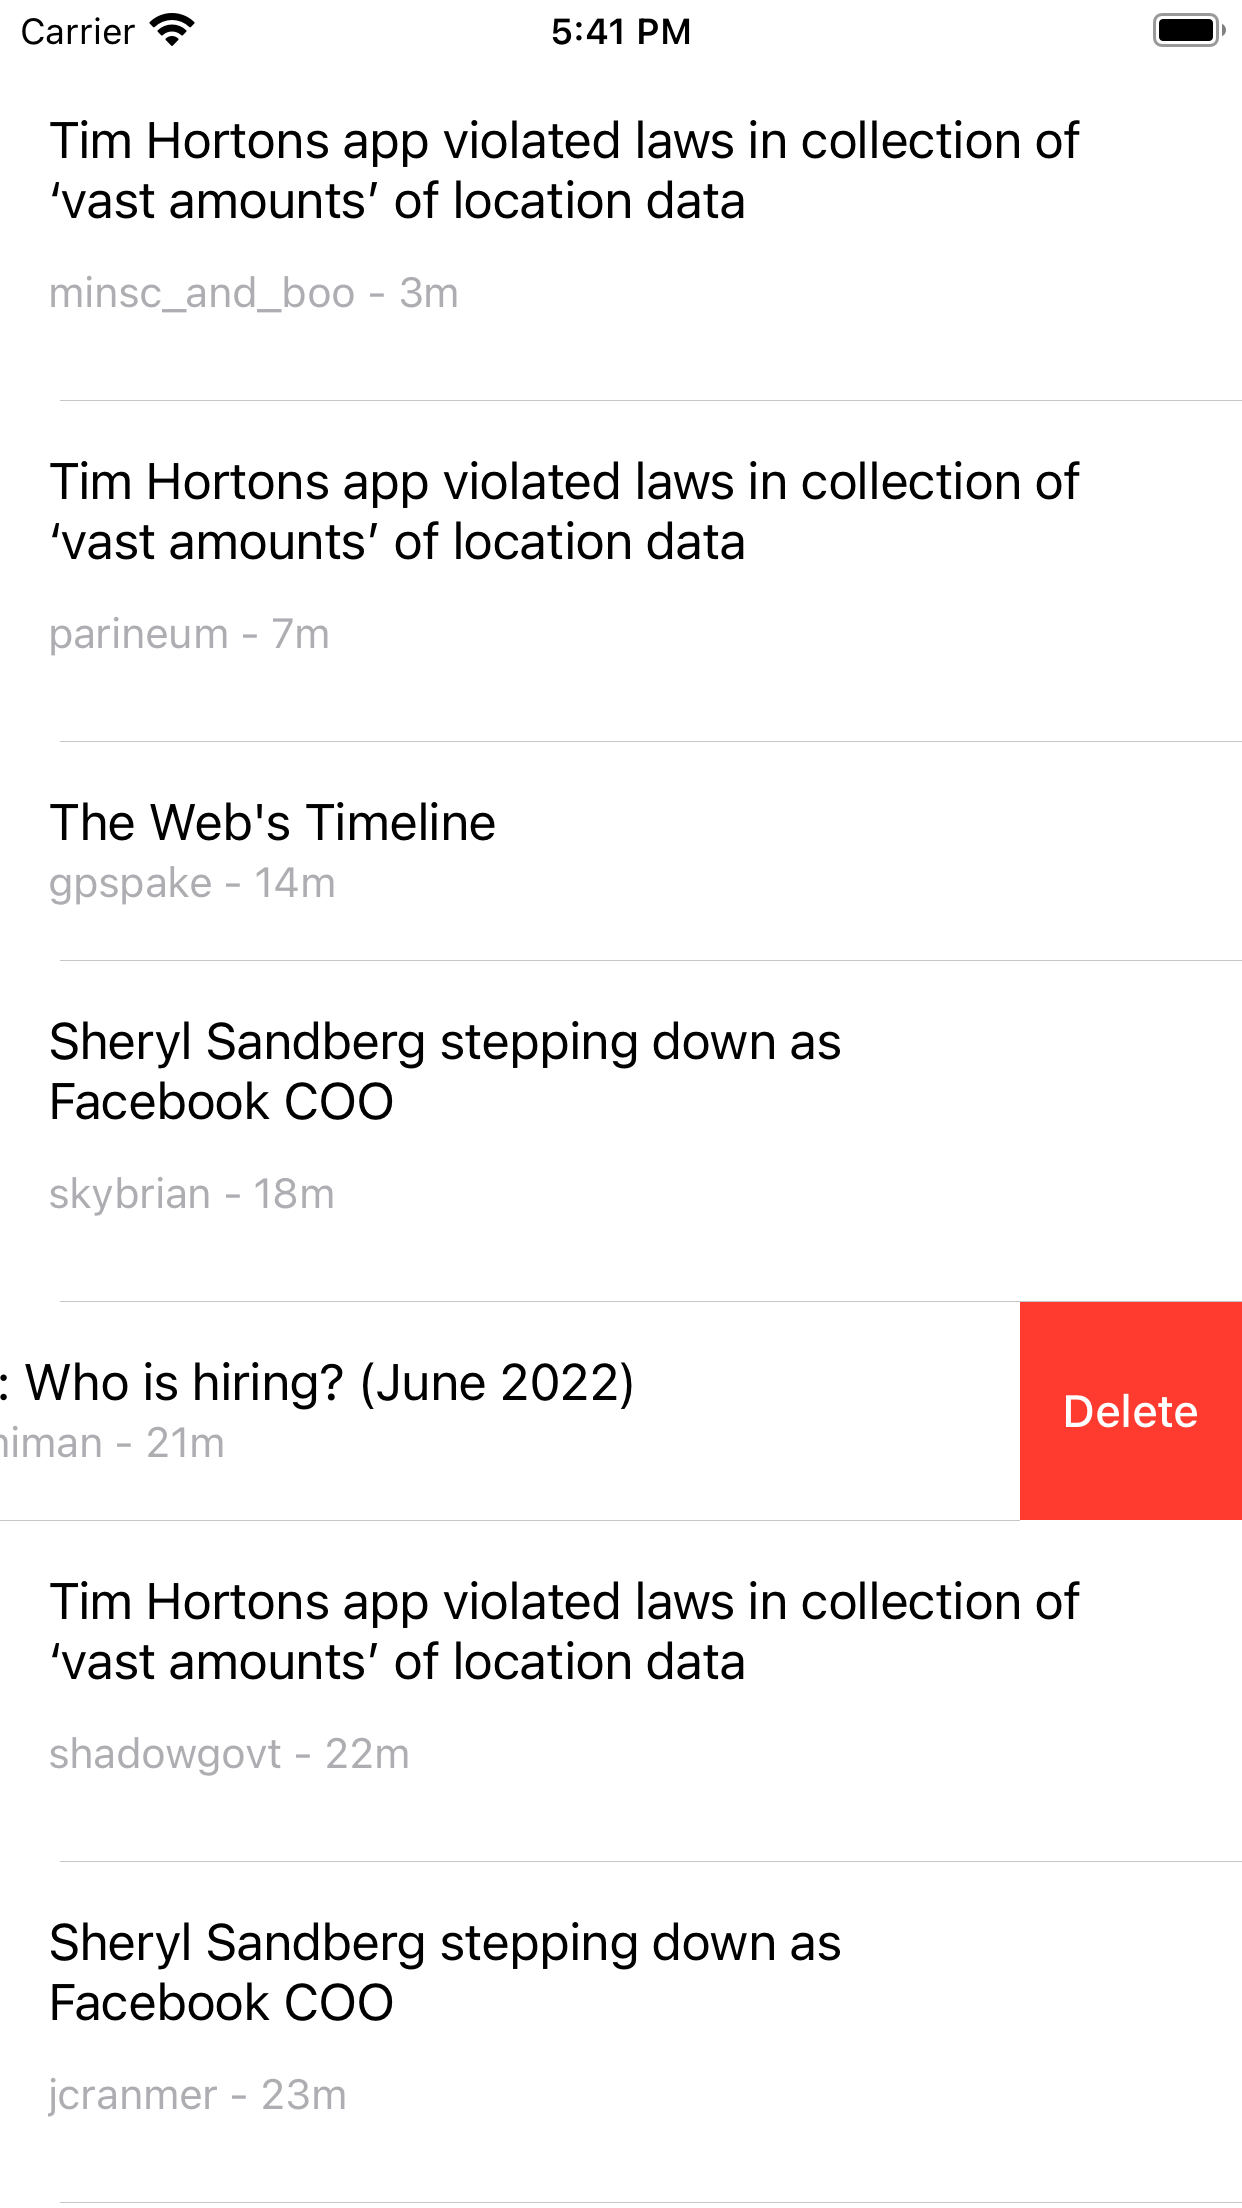 Carrier 5:41 PM
Tim Hortons app violated laws in collection of
‘vast amounts’ of location data
minsc_and_boo - 3m
Tim Hortons app violated laws in collection of
‘vast amounts’ of location data
parineum - 7m
The Web's Timeline
gpspake - 14m
Sheryl Sandberg stepping down as
Facebook COO
skybrian - 18m
: Who is hiring? (June 2022)
Delete
iman - 21m
Tim Hortons app violated laws in collection of
‘vast amounts’ of location data
shadowgovt - 22m
Sheryl Sandberg stepping down as
Facebook COO
jcranmer - 23m